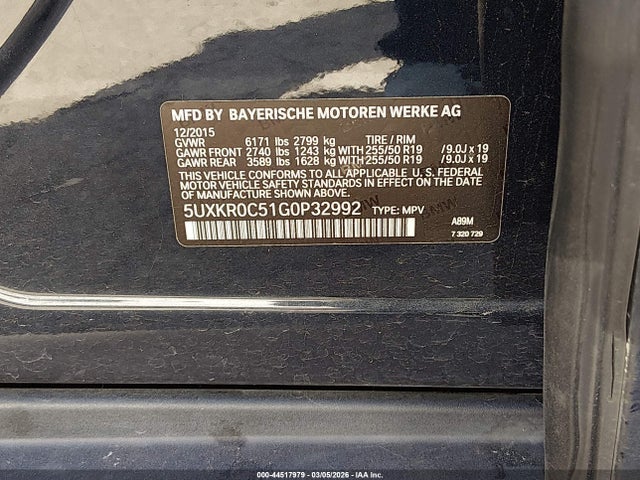 MFD BY BAYERISCHE MOTOREN WERKE AG
12/2015
GVWR 6171 lbs 2799 kg TIRE / RIM
GAWR FRONT 2740 lbs 1243 kg WITH 255/50 R19 /9.0J x 19
GAWR REAR 3589 lbs 1628 kg WITH 255/50 R19 /9.0J x 19
THIS VEHICLE CONFORMS TO ALL APPLICABLE U. S. FEDERAL
MOTOR VEHICLE SAFETY STANDARDS IN EFFECT ON THE DATE
OF MANUFACTURE SHOWN ABOVE.
5UXKR0C51G0P32992 TYPE: MPV
A89M
7 320 729
000-44517979 - 03/05/2026 - IAA Inc.